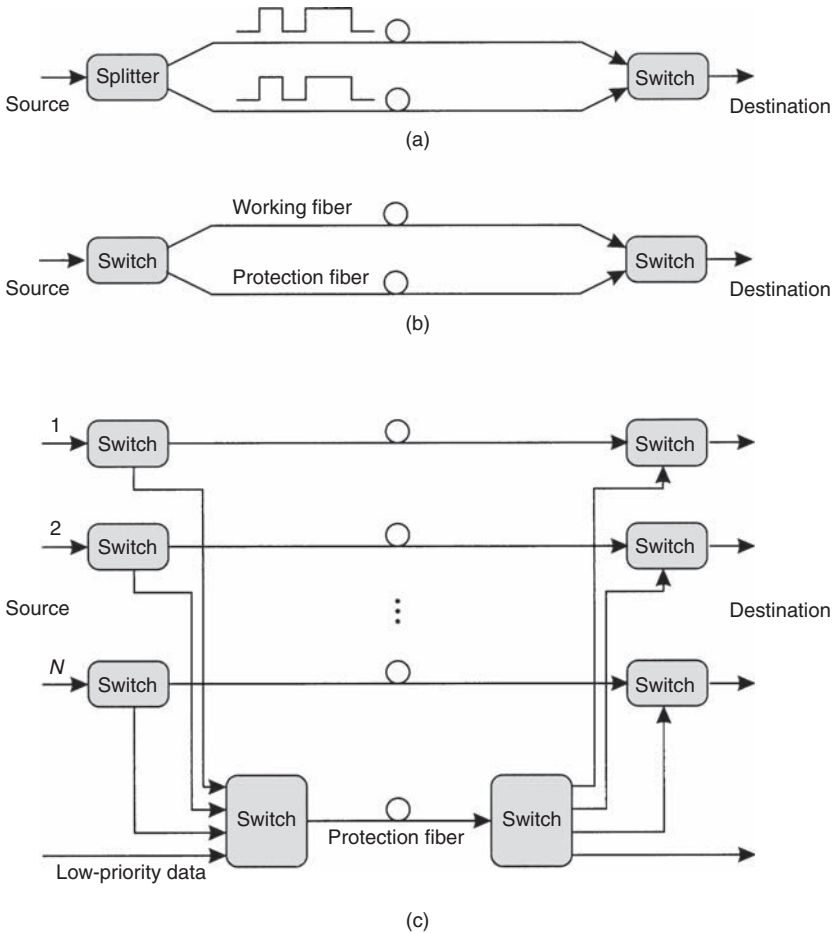 Splitter
Switch
Source
Destination
(a)
Working fiber
Switch
Switch
Protection fiber
Source
Destination
(b)
1
Switch
Switch
2
Switch
Switch
Source
Destination
N
Switch
Switch
Switch
Switch
Protection fiber
Low-priority data
(c)